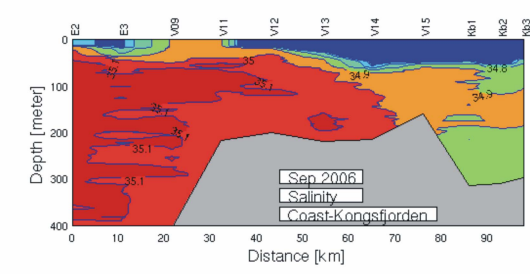 E2 E3 V09 V11 V12 V13 V14 V15 Kb1 Kb2 Kb3
0
100
200
300
400
Depth [meter]
35.1
35
34.9
34.8
34.9
35.1
35.1
35.1
35.1
35.1
Sep 2006
Salinity
Coast-Kongsfjorden
0 10 20 30 40 50 60 70 80 90
Distance [km]